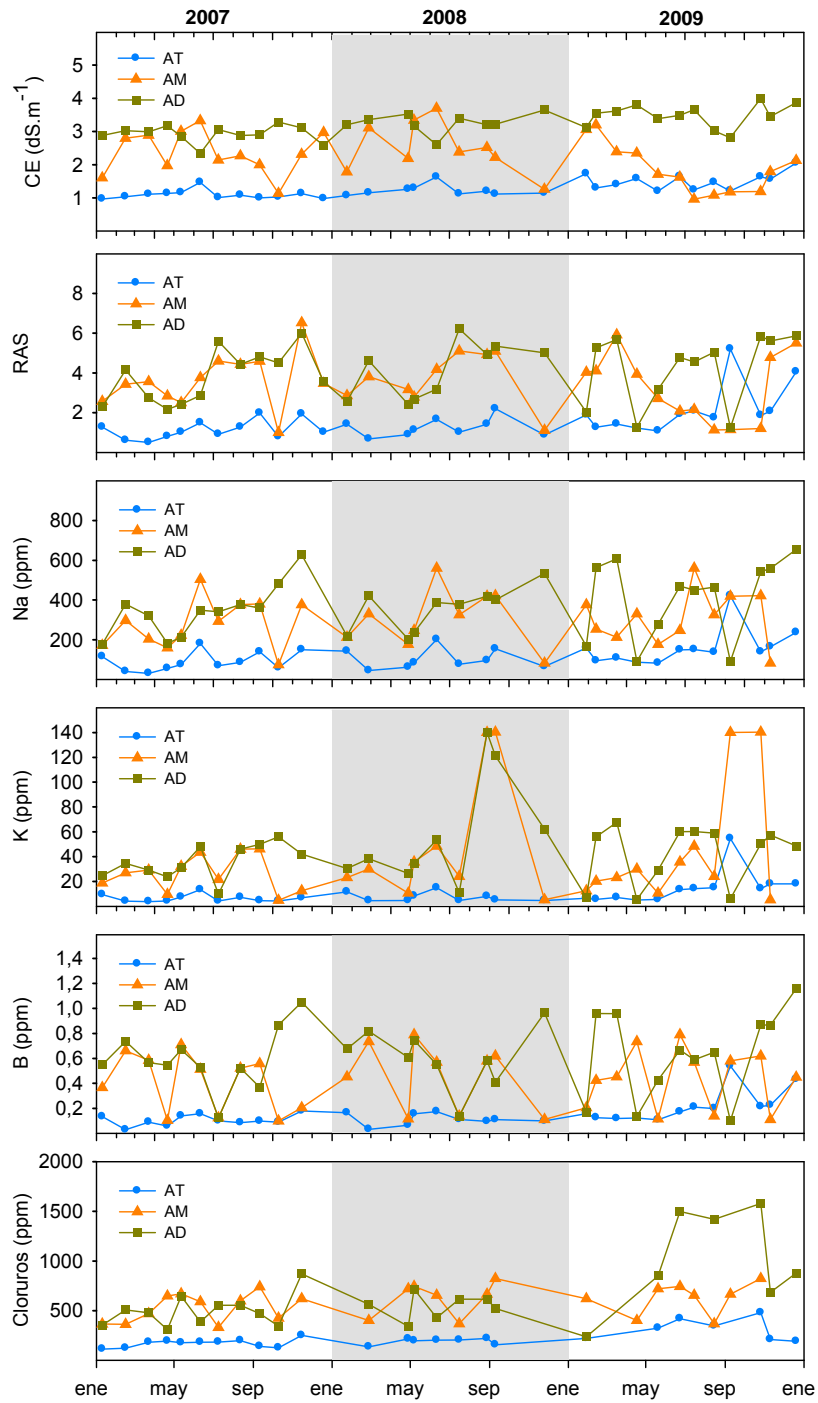 2007 2008 2009
CE (dS.m-1)
5
4
3
2
1
AT
AM
AD
RAS
8
6
4
2
AT
AM
AD
Na (ppm)
800
600
400
200
AT
AM
AD
K (ppm)
140
120
100
80
60
40
20
AT
AM
AD
B (ppm)
1,4
1,2
1,0
0,8
0,6
0,4
0,2
AT
AM
AD
Cloruros (ppm)
2000
1500
1000
500
AT
AM
AD
ene may sep ene may sep ene may sep ene